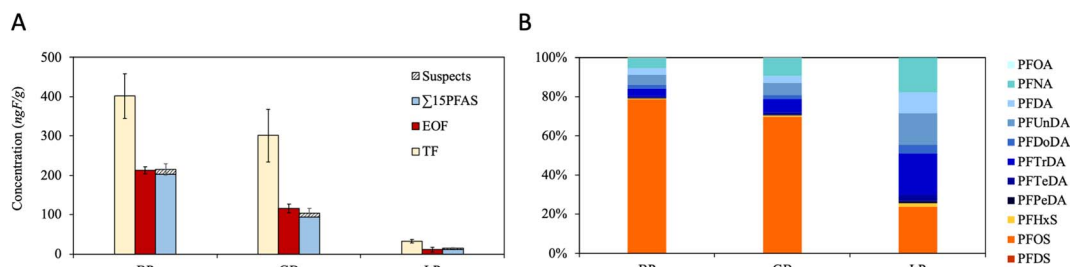 A
B
500
400
300
200
100
0
Concentration (ngF/g)
Suspects
∑15PFAS
EOF
TF
100%
80%
60%
40%
20%
0%
PFOA
PFNA
PFDA
PFUnDA
PFDoDA
PFTrDA
PFTeDA
PFPeDA
PFHxS
PFOS
PFDS